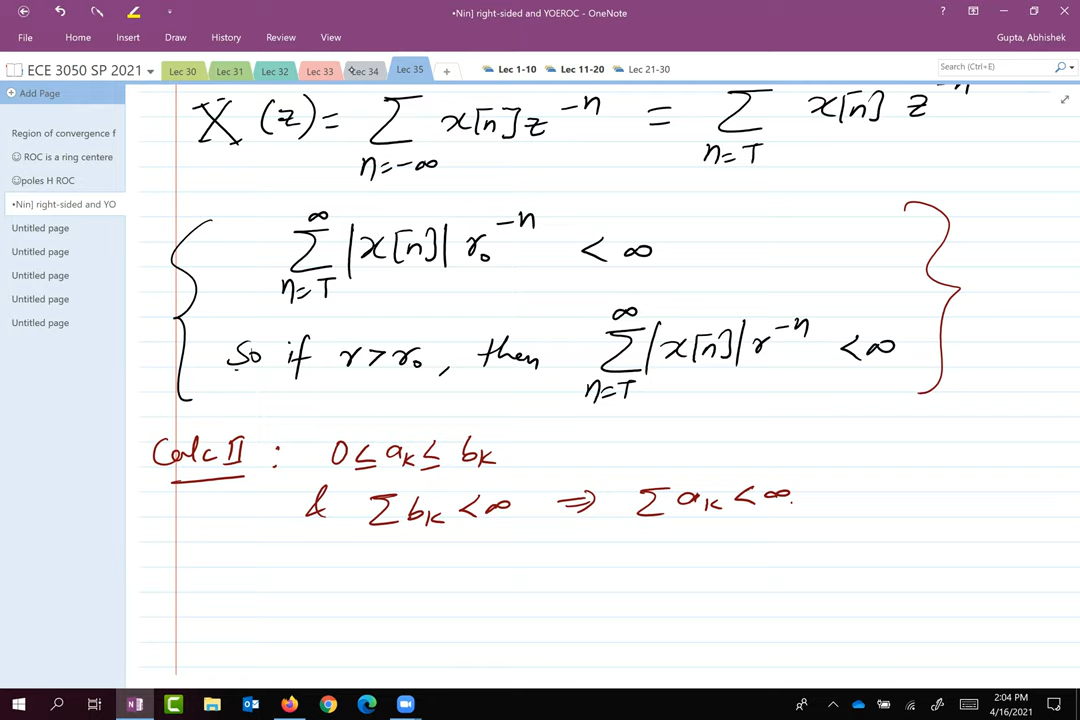 •Nin] right-sided and YOEROC - OneNote
Gupta, Abhishek
File Home Insert Draw History Review View
ECE 3050 SP 2021 Lec 30 Lec 31 Lec 32 Lec 33 Lec 34 Lec 35 + Lec 1-10 Lec 11-20 Lec 21-30 Search (Ctrl+E)
Add Page
Region of convergence f
ROC is a ring centere
poles H ROC
•Nin] right-sided and YO
Untitled page
Untitled page
Untitled page
Untitled page
Untitled page
X(z) = ∑_{n=-∞} x[n] z^{-n} = ∑_{n=T} x[n] z^{-n}
∑_{n=T}^{∞} |x[n]| r₀^{-n} < ∞
So if r > r₀, then ∑_{n=T}^{∞} |x[n]| r^{-n} < ∞
Calc II : 0 ≤ a_k ≤ b_k
& ∑ b_k < ∞ ⇒ ∑ a_k < ∞.
2:04 PM
4/16/2021